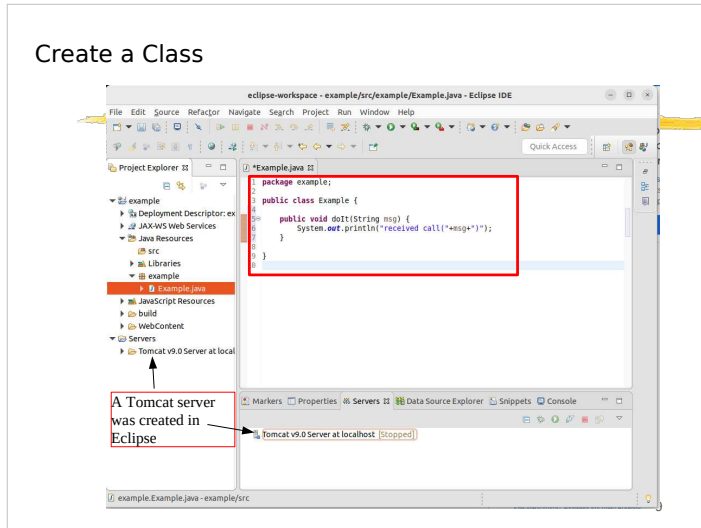 Create a Class
eclipse-workspace - example/src/example/Example.java - Eclipse IDE
File Edit Source Refactor Navigate Search Project Run Window Help
Quick Access
Project Explorer
example
Deployment Descriptor: ex
JAX-WS Web Services
Java Resources
src
Libraries
example
Example.java
JavaScript Resources
build
WebContent
Servers
Tomcat v9.0 Server at local
*Example.java
1 package example;
2
3 public class Example {
4
5 public void doIt(String msg) {
6 System.out.println("received call("+msg+")");
7 }
8
9 }
A Tomcat server
was created in
Eclipse
Markers Properties Servers Data Source Explorer Snippets Console
Tomcat v9.0 Server at localhost [Stopped]
example.Example.java - example/src